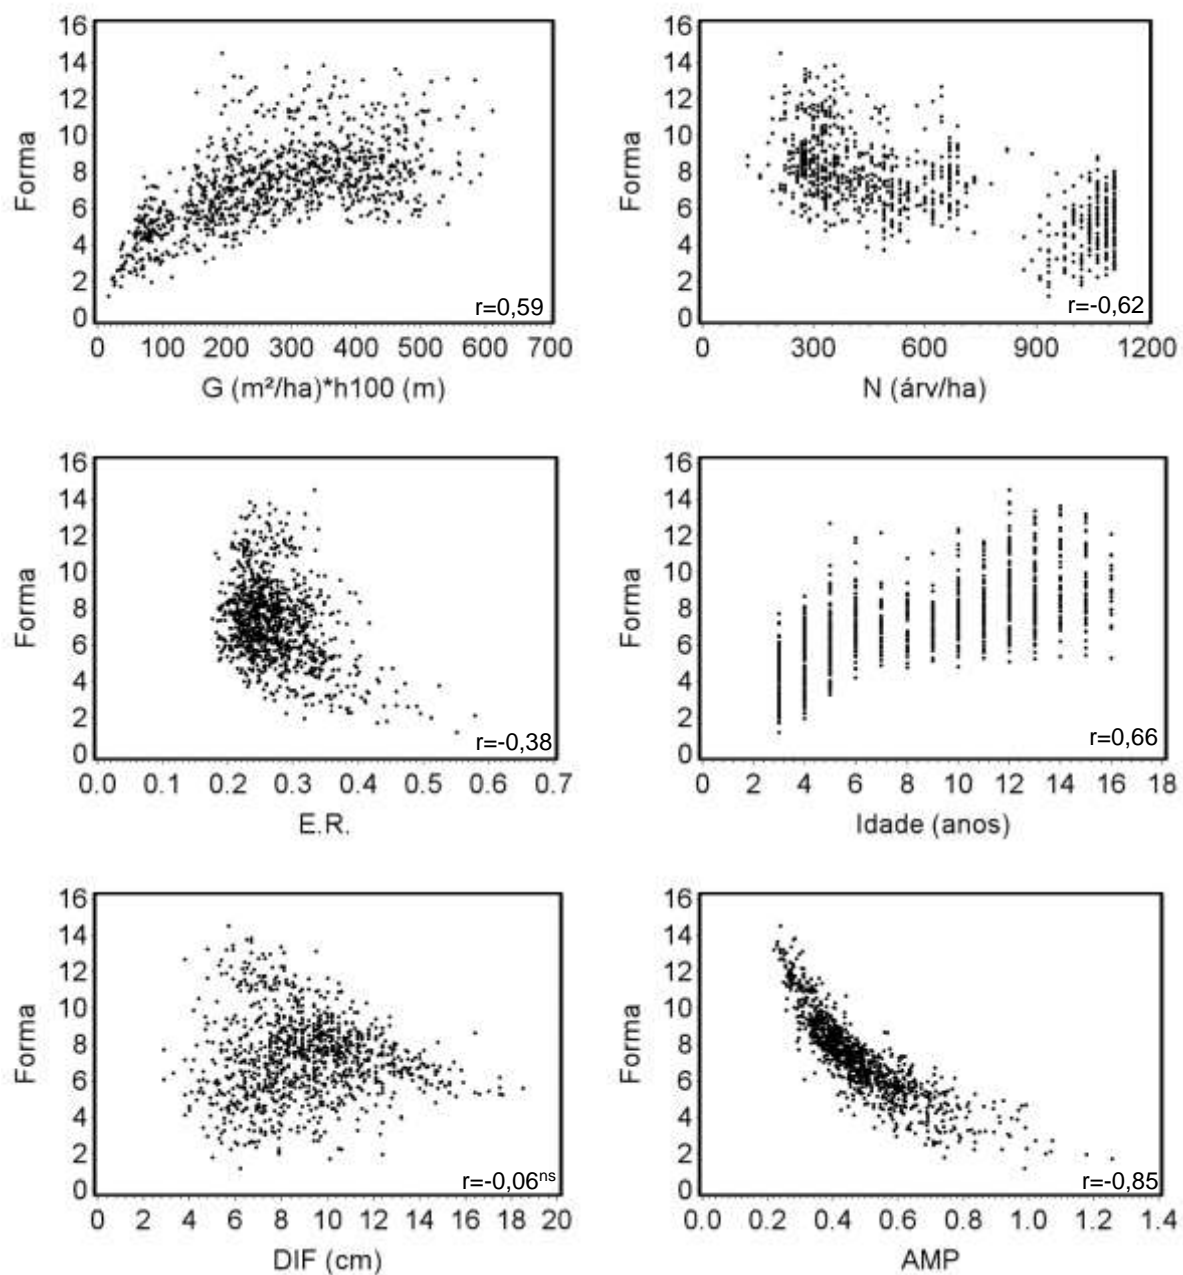 16
14
12
10
8
6
4
2
0
Forma
r=0,59
0 100 200 300 400 500 600 700
G (m²/ha)*h100 (m)
16
14
12
10
8
6
4
2
0
Forma
r=-0,62
0 300 600 900 1200
N (árv/ha)
16
14
12
10
8
6
4
2
0
Forma
r=-0,38
0.0 0.1 0.2 0.3 0.4 0.5 0.6 0.7
E.R.
16
14
12
10
8
6
4
2
0
Forma
r=0,66
0 2 4 6 8 10 12 14 16 18
Idade (anos)
16
14
12
10
8
6
4
2
0
Forma
r=-0,06ns
0 2 4 6 8 10 12 14 16 18 20
DIF (cm)
16
14
12
10
8
6
4
2
0
Forma
r=-0,85
0.0 0.2 0.4 0.6 0.8 1.0 1.2 1.4
AMP